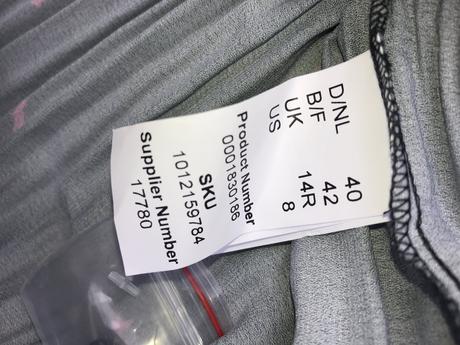 D/NL 40
B/F 42
UK 14R
US 8
Product Number
0001830186
SKU
1012159784
Supplier Number
17780